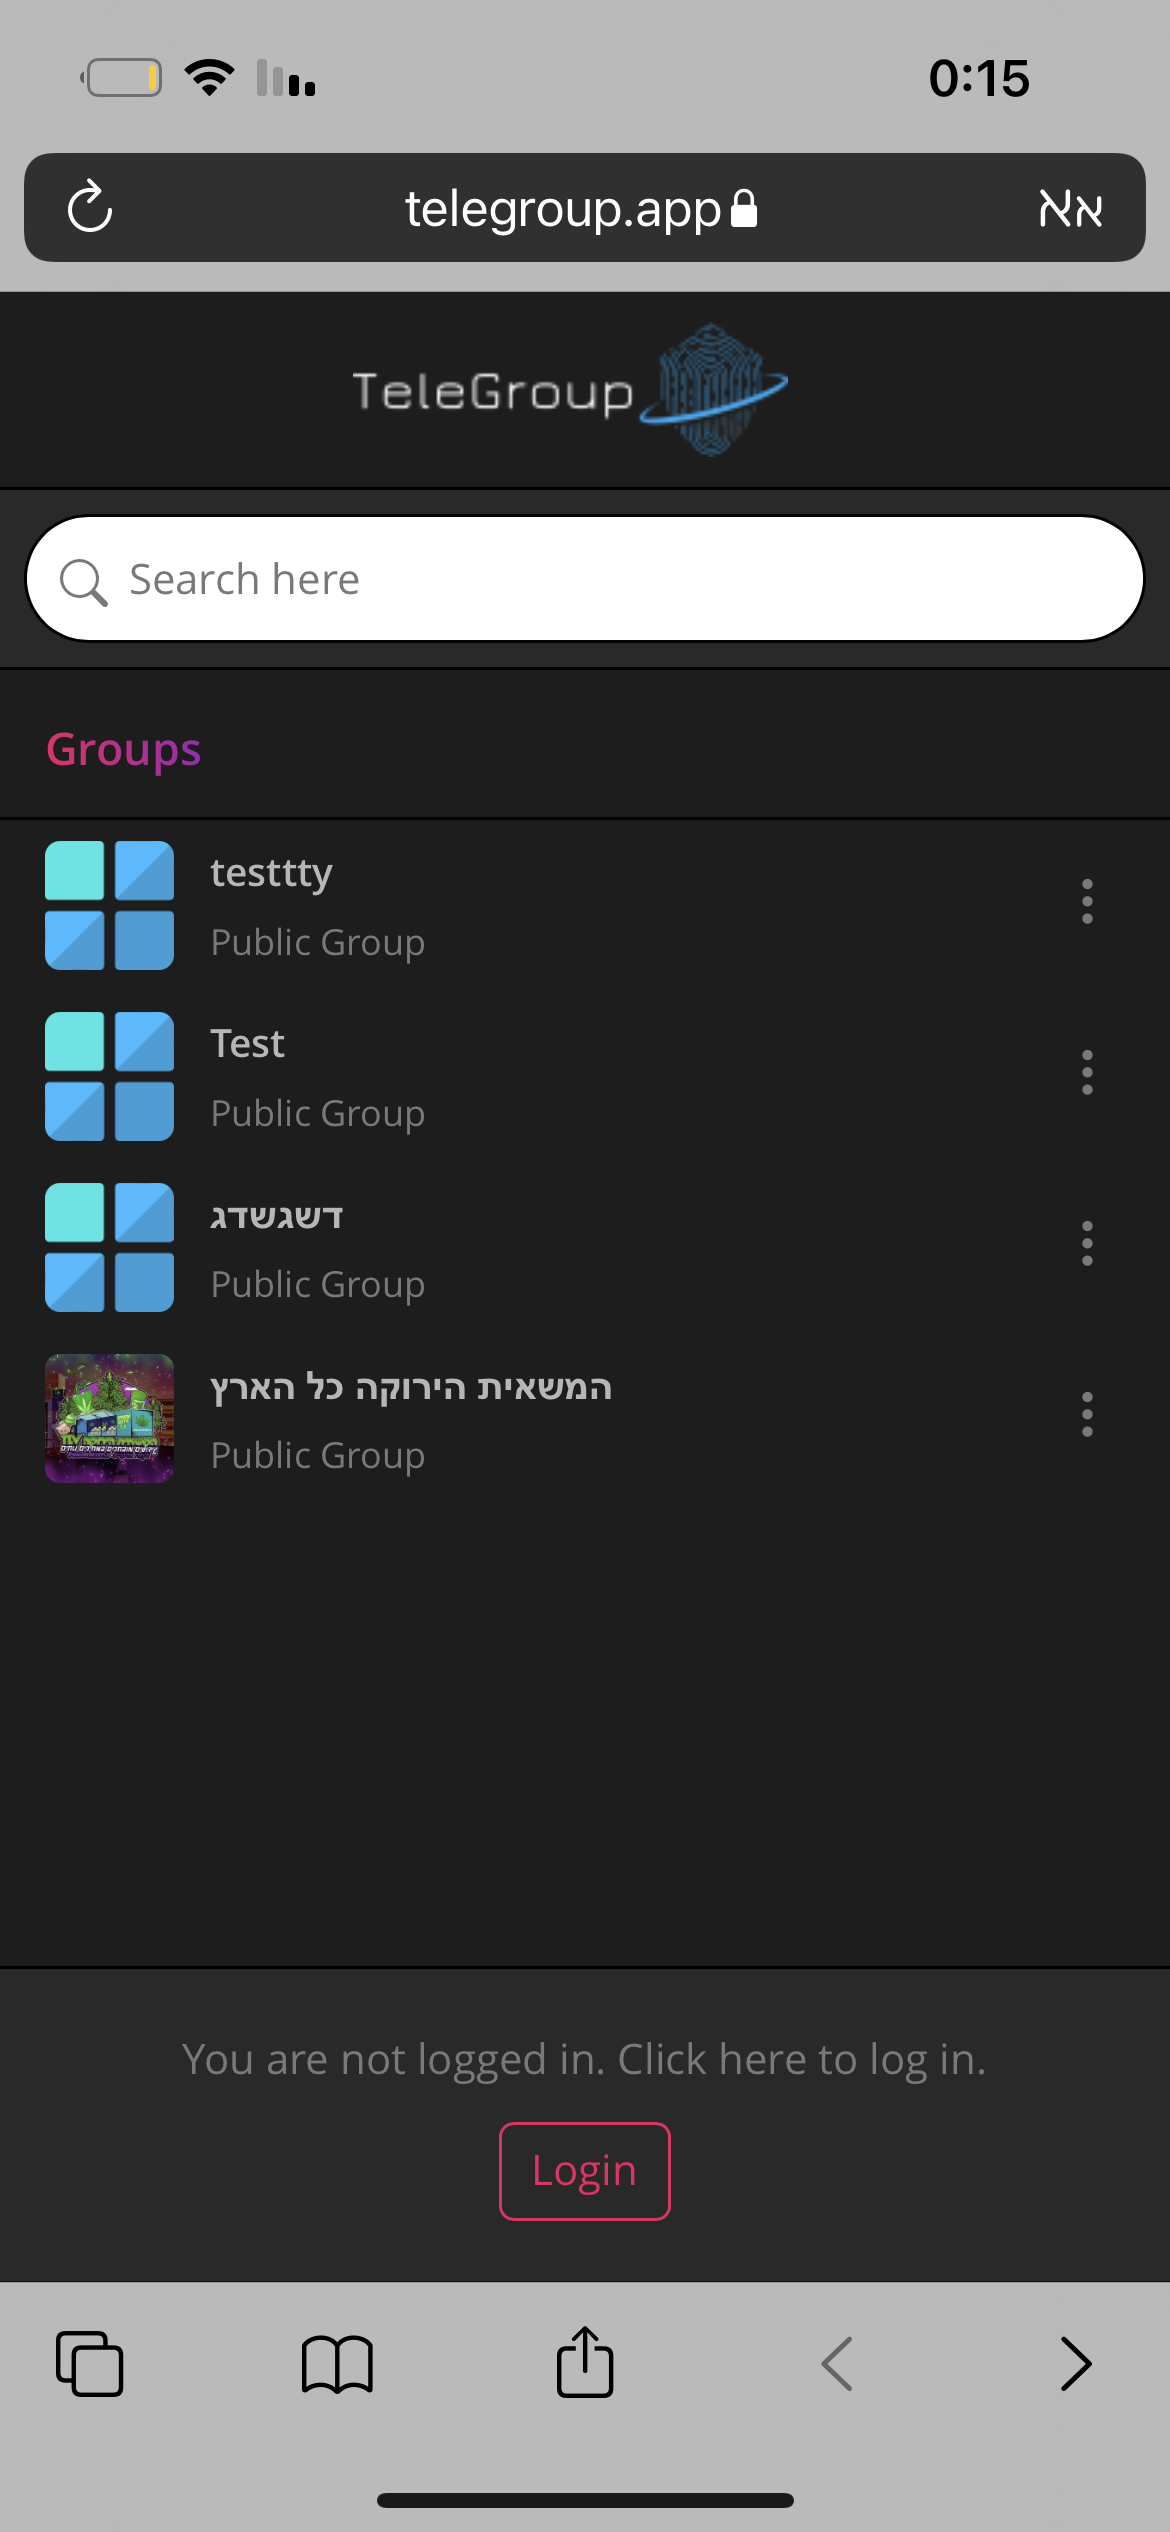 0:15
telegroup.app
אא
TeleGroup
Search here
Groups
testtty
Public Group
Test
Public Group
דשגשדג
Public Group
המשאית הירוקה כל הארץ
Public Group
You are not logged in. Click here to log in.
Login